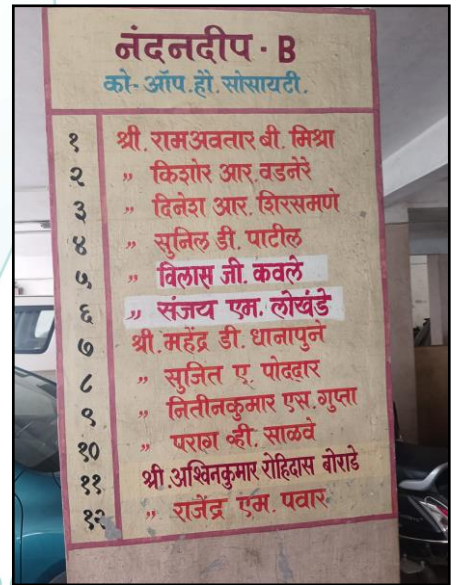 नंदनदीप - B
को-ऑप.हौ. सोसायटी.
१ श्री. रामअवतार बी. मिश्रा
२ ,, किशोर आर. वडनेरे
३ ,, दिनेश आर. शिरसमणे
४ ,, सुनिल डी. पाटील
५ ,, विलास जी. कवले
६ ,, संजय एम. लोखंडे
७ श्री. महेंद्र डी. धानापुने
८ ,, सुजित ए. पोददार
९ ,, नितीनकुमार एस. गुप्ता
१० ,, पराग व्ही. साळवे
११ श्री अश्विनकुमार रोहिदास बोराडे
१२ ,, राजेंद्र एम. पवार